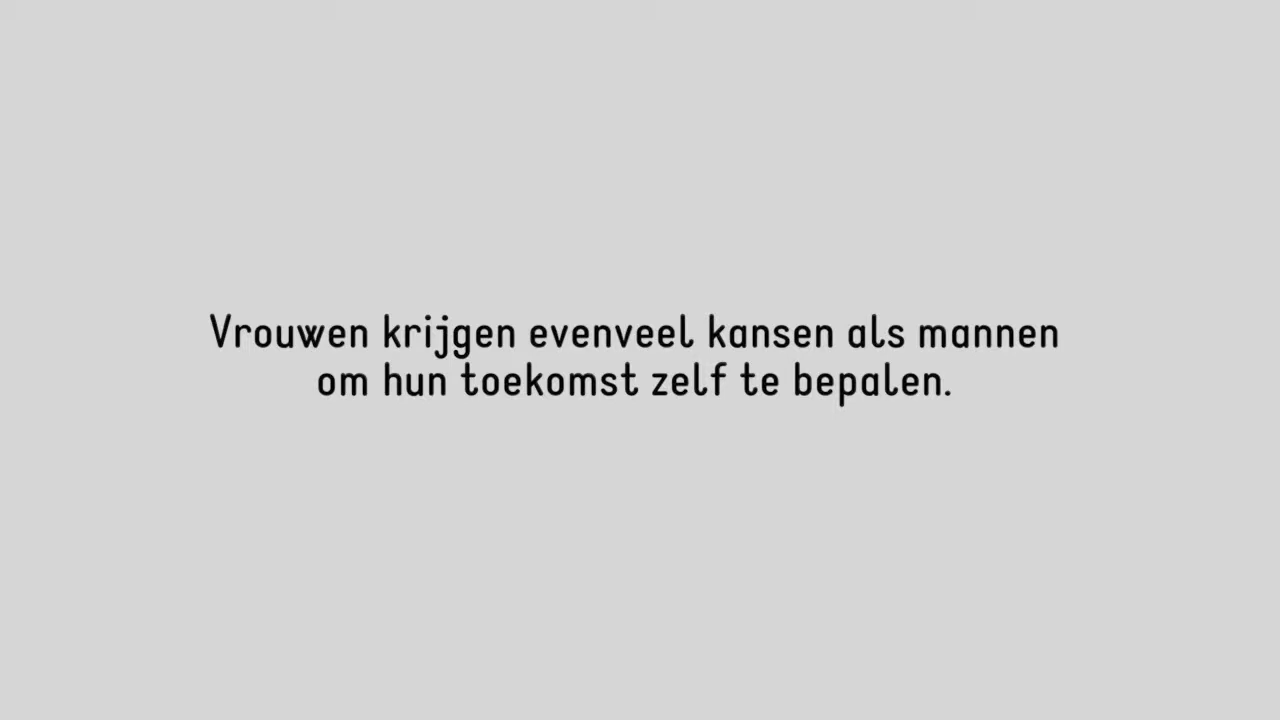 Vrouwen krijgen evenveel kansen als mannen
om hun toekomst zelf te bepalen.